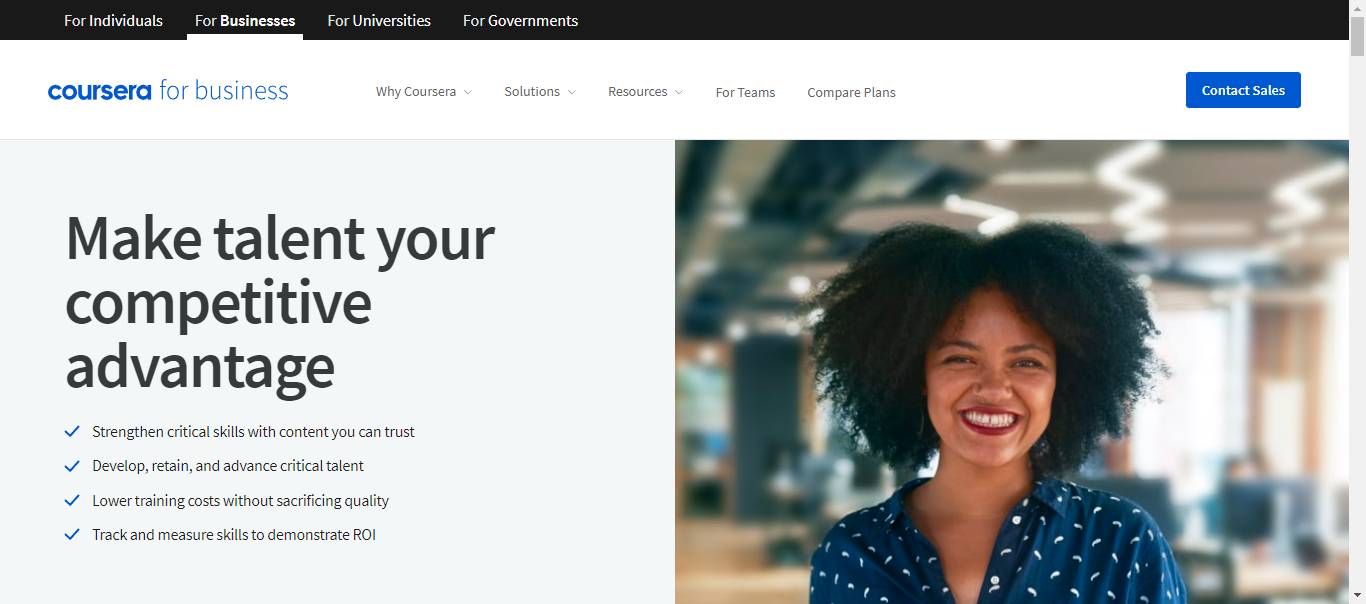 For Individuals
For Businesses
For Universities
For Governments
coursera for business
Why Coursera
Solutions
Resources
For Teams
Compare Plans
Contact Sales
Make talent your
competitive
advantage
Strengthen critical skills with content you can trust
Develop, retain, and advance critical talent
Lower training costs without sacrificing quality
Track and measure skills to demonstrate ROI